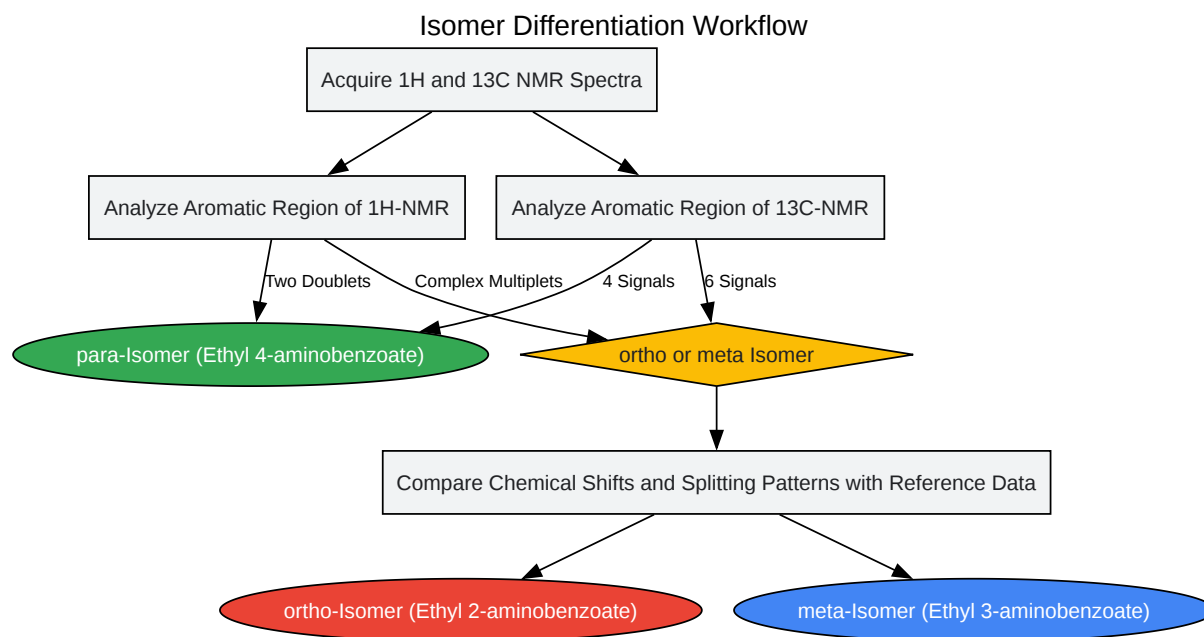 Isomer Differentiation Workflow
Acquire 1H and 13C NMR Spectra
Analyze Aromatic Region of 1H-NMR
Analyze Aromatic Region of 13C-NMR
Two Doublets
Complex Multiplets
4 Signals
6 Signals
para-Isomer (Ethyl 4-aminobenzoate)
ortho or meta Isomer
Compare Chemical Shifts and Splitting Patterns with Reference Data
ortho-Isomer (Ethyl 2-aminobenzoate)
meta-Isomer (Ethyl 3-aminobenzoate)